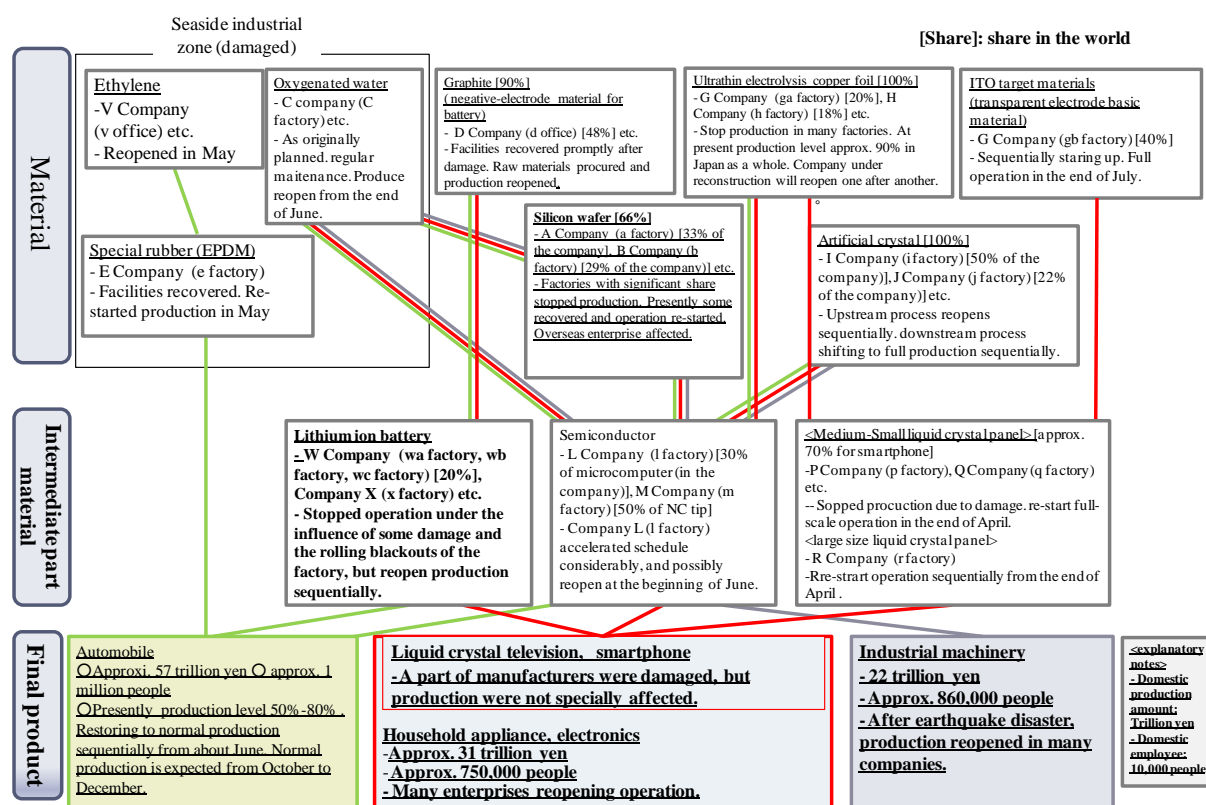 Seaside industrial
zone (damaged)
[Share]: share in the world
Material
Ethylene
-V Company
(v office) etc.
- Reopened in May
Oxygenated water
- C company (C
factory) etc.
- As originally
planned. regular
maitenance. Produce
reopen from the end
of June.
Graphite [90%]
(negative-electrode material for
battery)
- D Company (d office) [48%] etc.
-Facilities recovered promptly after
damage. Raw materials procured and
production reopened.
Ultrathin electrolysis copper foil [100%]
- G Company (ga factory) [20%], H
Company (h factory) [18%] etc.
- Stop production in many factories. At
present production level approx. 90% in
Japan as a whole. Company under
reconstruction will reopen one after another.
。
ITO target materials
(transparent electrode basic
material)
- G Company (gb factory) [40%]
- Sequentially staring up. Full
operation in the end of July.
Special rubber (EPDM)
- E Company (e factory)
- Facilities recovered. Re-
started production in May
Silicon wafer [66%]
- A Company (a factory) [33% of
the company], B Company (b
factory) [29% of the company)] etc.
- Factories with significant share
stopped production. Presently some
recovered and operation re-started.
Overseas enterprise affected.
Artificial crystal [100%]
- I Company (i factory) [50% of
the company)], J Company (j factory) [22%
of the company)] etc.
- Upstream process reopens
sequentially. downstream process
shifting to full production sequentially.
Intermediate part
material
Lithium ion battery
- W Company (wa factory, wb
factory, wc factory) [20%],
Company X (x factory) etc.
- Stopped operation under the
influence of some damage and
the rolling blackouts of the
factory, but reopen production
sequentially.
Semiconductor
- L Company (l factory) [30%
of microcomputer (in the
company)], M Company (m
factory) [50% of NC tip]
- Company L (l factory)
accelerated schedule
considerably, and possibly
reopen at the beginning of June.
<Medium-Small liquid crystal panel> [approx.
70% for smartphone]
-P Company (p factory), Q Company (q factory)
etc.
-- Sopped procuction due to damage. re-start full-
scale operation in the end of April.
<large size liquid crystal panel>
- R Company (r factory)
-Rre-strart operation sequentially from the end of
April .
Final product
Automobile
○Approxi. 57 trillion yen ○ approx. 1
million people
○Presently production level 50%-80% .
Restoring to normal production
sequentially from about June. Normal
production is expected from October to
December.
Liquid crystal television, smartphone
-A part of manufacturers were damaged, but
production were not specially affected.
Household appliance, electronics
-Approx. 31 trillion yen
-Approx. 750,000 people
-Many enterprises reopening operation.
Industrial machinery
- 22 trillion yen
- Approx. 860,000 people
-After earthquake disaster,
production reopened in many
companies.
<explanatory
notes>
- Domestic
production
amount:
Trillion yen
- Domestic
employee:
10,000 people